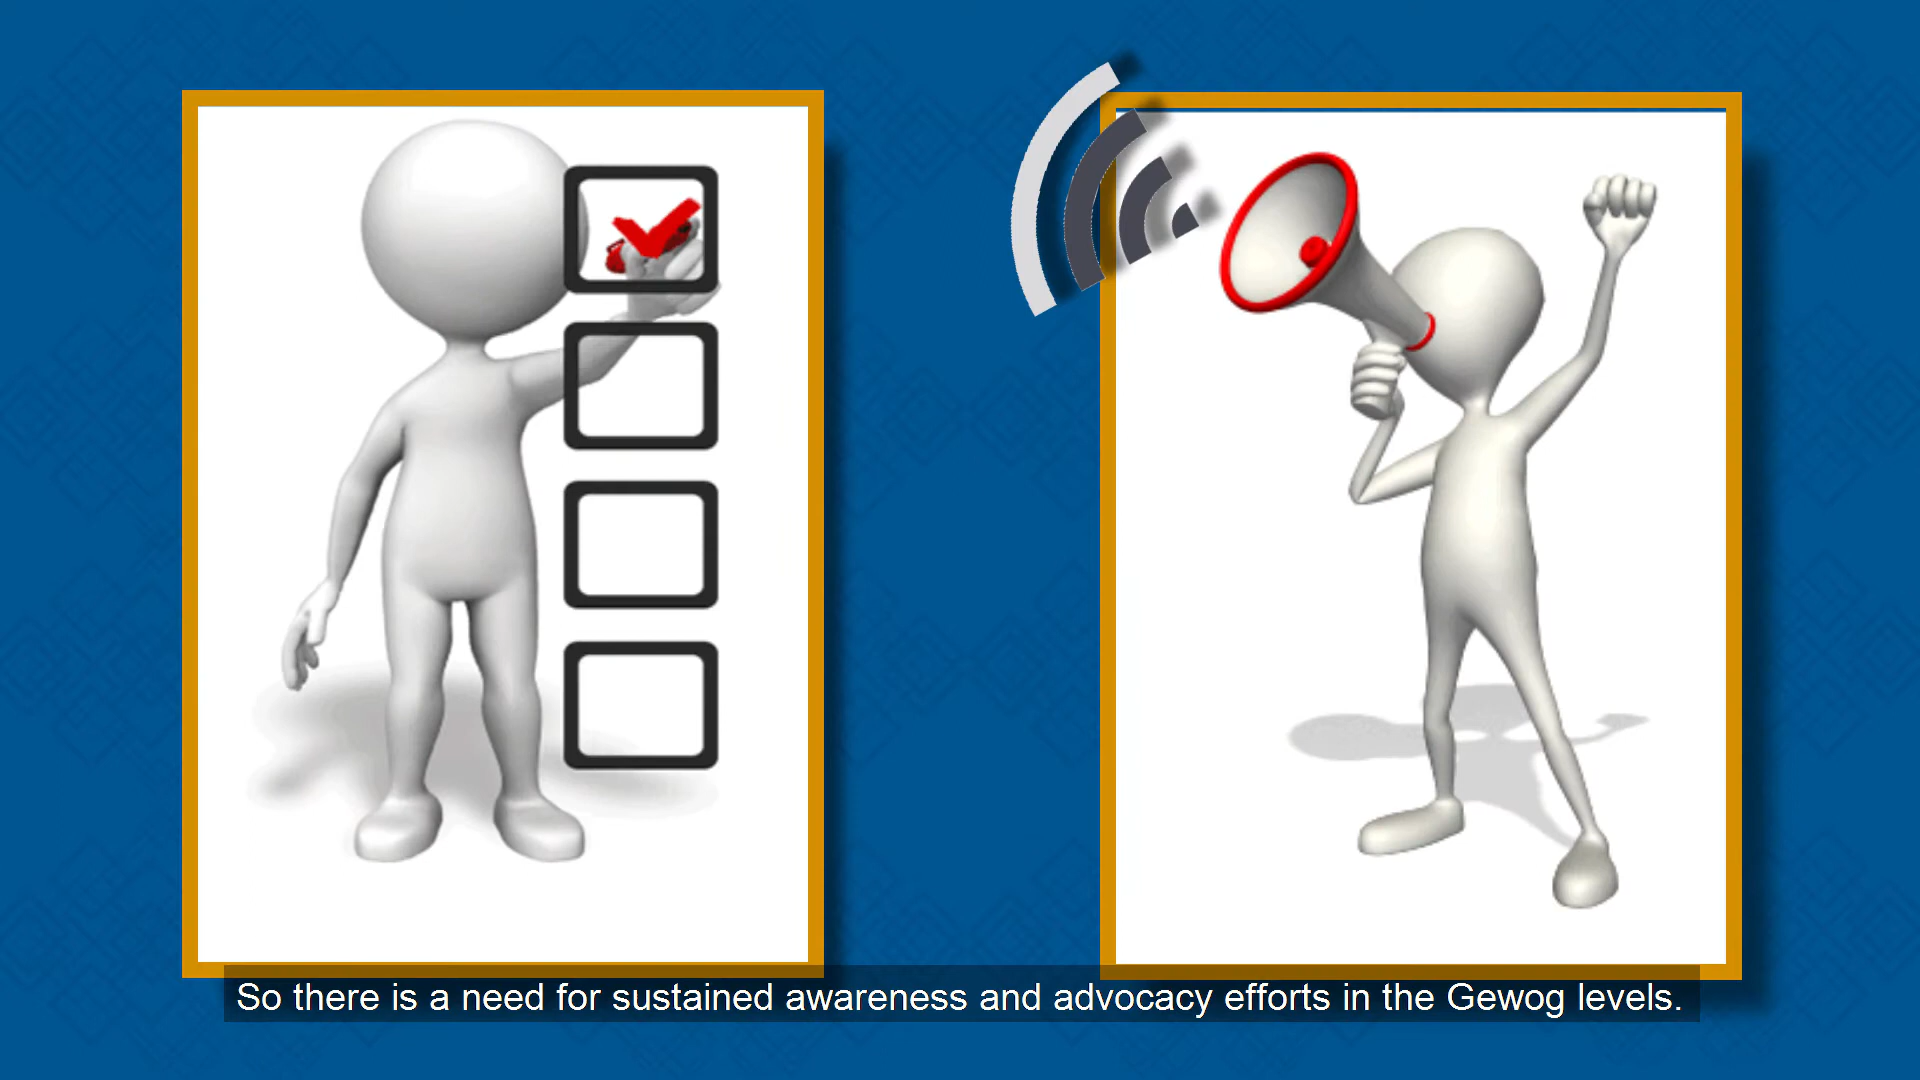 So there is a need for sustained awareness and advocacy efforts in the Gewog levels.